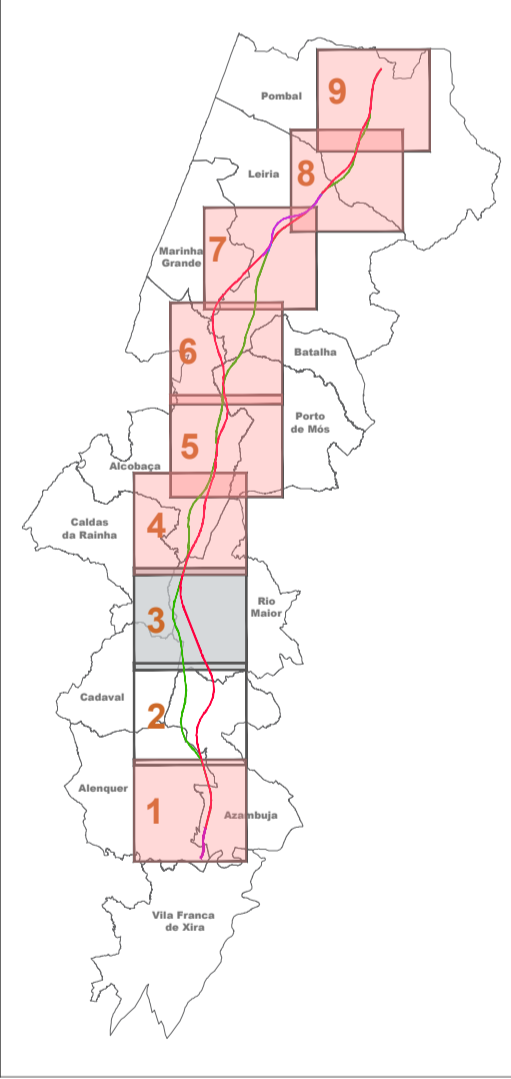 9
Pombal
8
Leiria
7
Marinha
Grande
6
Batalha
5
Porto
de Mós
Alcobaça
4
Caldas
da Rainha
3
Rio
Maior
Cadaval
2
Alenquer
1
Azambuja
Vila Franca
de Xira